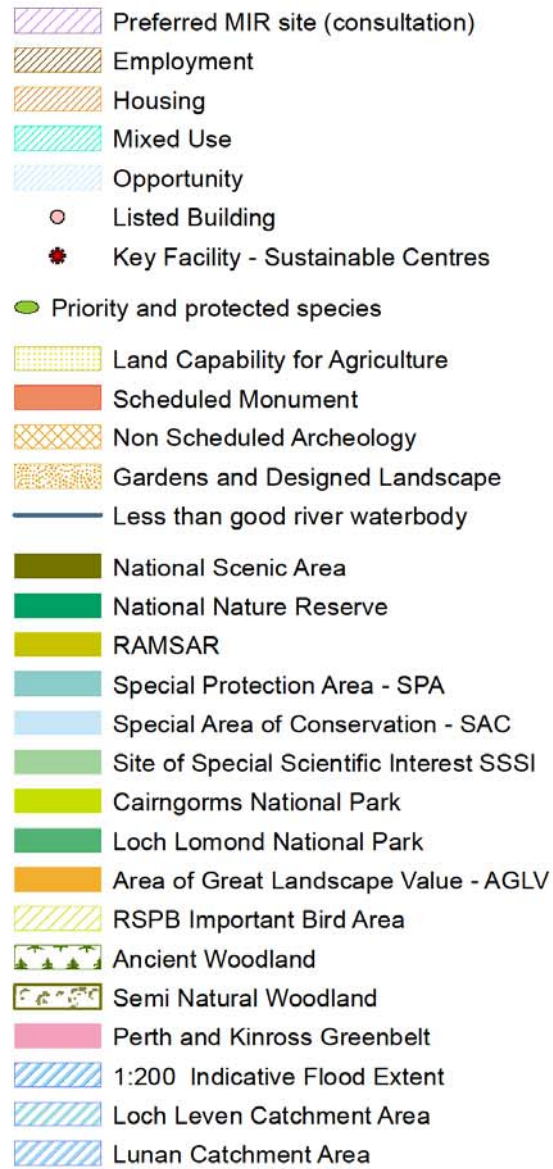 Preferred MIR site (consultation)
Employment
Housing
Mixed Use
Opportunity
Listed Building
Key Facility - Sustainable Centres
Priority and protected species
Land Capability for Agriculture
Scheduled Monument
Non Scheduled Archeology
Gardens and Designed Landscape
Less than good river waterbody
National Scenic Area
National Nature Reserve
RAMSAR
Special Protection Area - SPA
Special Area of Conservation - SAC
Site of Special Scientific Interest SSSI
Cairngorms National Park
Loch Lomond National Park
Area of Great Landscape Value - AGLV
RSPB Important Bird Area
Ancient Woodland
Semi Natural Woodland
Perth and Kinross Greenbelt
1:200 Indicative Flood Extent
Loch Leven Catchment Area
Lunan Catchment Area